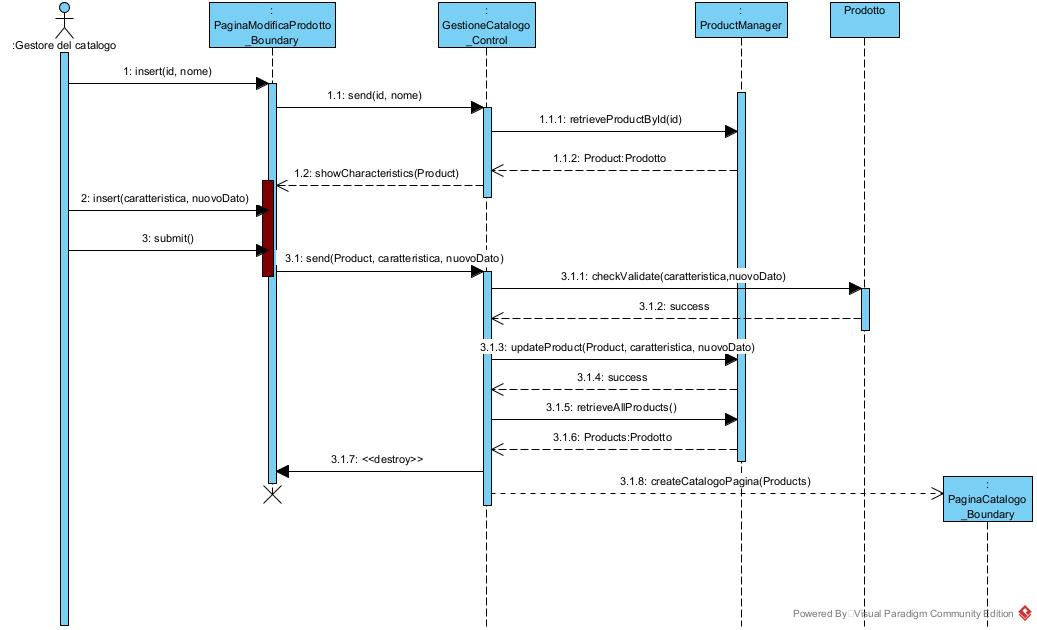 :Gestore del catalogo
:
PaginaModificaProdotto
_Boundary
:
GestioneCatalogo
_Control
:
ProductManager
Prodotto
1: insert(id, nome)
1.1: send(id, nome)
1.1.1: retrieveProductById(id)
1.1.2: Product:Prodotto
1.2: showCharacteristics(Product)
2: insert(caratteristica, nuovoDato)
3: submit()
3.1: send(Product, caratteristica, nuovoDato)
3.1.1: checkValidate(caratteristica,nuovoDato)
3.1.2: success
3.1.3: updateProduct(Product, caratteristica, nuovoDato)
3.1.4: success
3.1.5: retrieveAllProducts()
3.1.6: Products:Prodotto
3.1.7: <<destroy>>
3.1.8: createCatalogoPagina(Products)
:
PaginaCatalogo
_Boundary
Powered By Visual Paradigm Community Edition